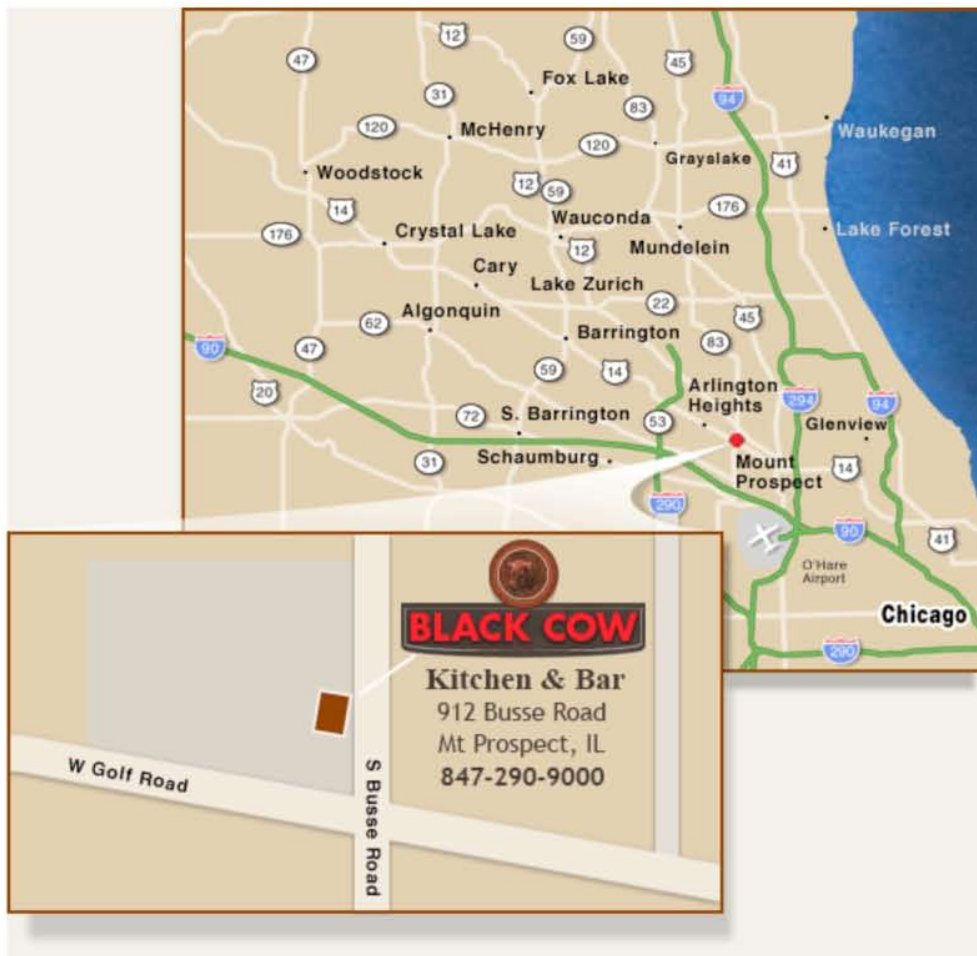 12
59
47
45
Fox Lake
31
94
83
120
McHenry
Waukegan
120
Grayslake
41
Woodstock
12
59
14
176
Wauconda
176
Crystal Lake
12
Mundelein
Lake Forest
Cary
Lake Zurich
22
Algonquin
62
45
Barrington
83
90
47
59
14
20
Arlington
Heights
294
94
72
S. Barrington
53
Glenview
31
Schaumburg
Mount
Prospect
14
290
90
41
O'Hare
Airport
Chicago
290
BLACK COW
Kitchen & Bar
912 Busse Road
Mt Prospect, IL
847-290-9000
W Golf Road
S Busse Road